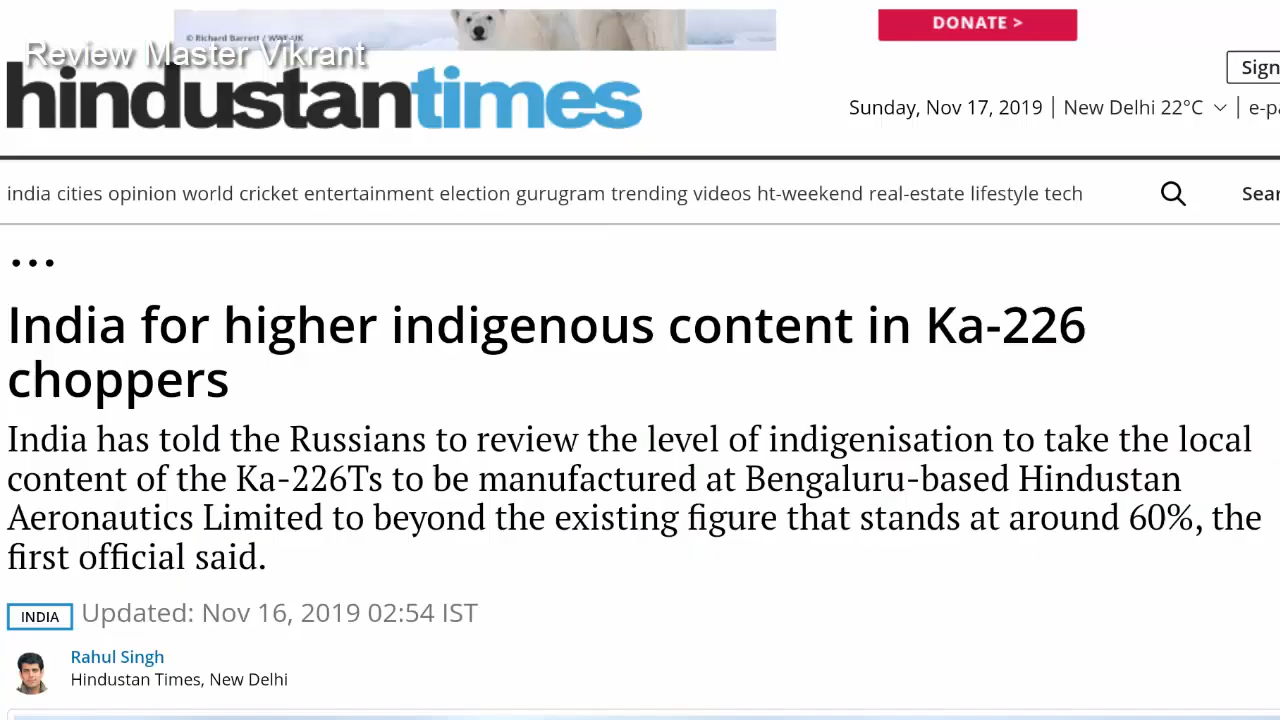 © Richard Barrett / WWF-UK
DONATE >
Review Master Vikrant
hindustantimes
Sign
Sunday, Nov 17, 2019 | New Delhi 22°C | e-pa
india cities opinion world cricket entertainment election gurugram trending videos ht-weekend real-estate lifestyle tech
Sear
...
India for higher indigenous content in Ka-226
choppers
India has told the Russians to review the level of indigenisation to take the local
content of the Ka-226Ts to be manufactured at Bengaluru-based Hindustan
Aeronautics Limited to beyond the existing figure that stands at around 60%, the
first official said.
INDIA Updated: Nov 16, 2019 02:54 IST
Rahul Singh
Hindustan Times, New Delhi